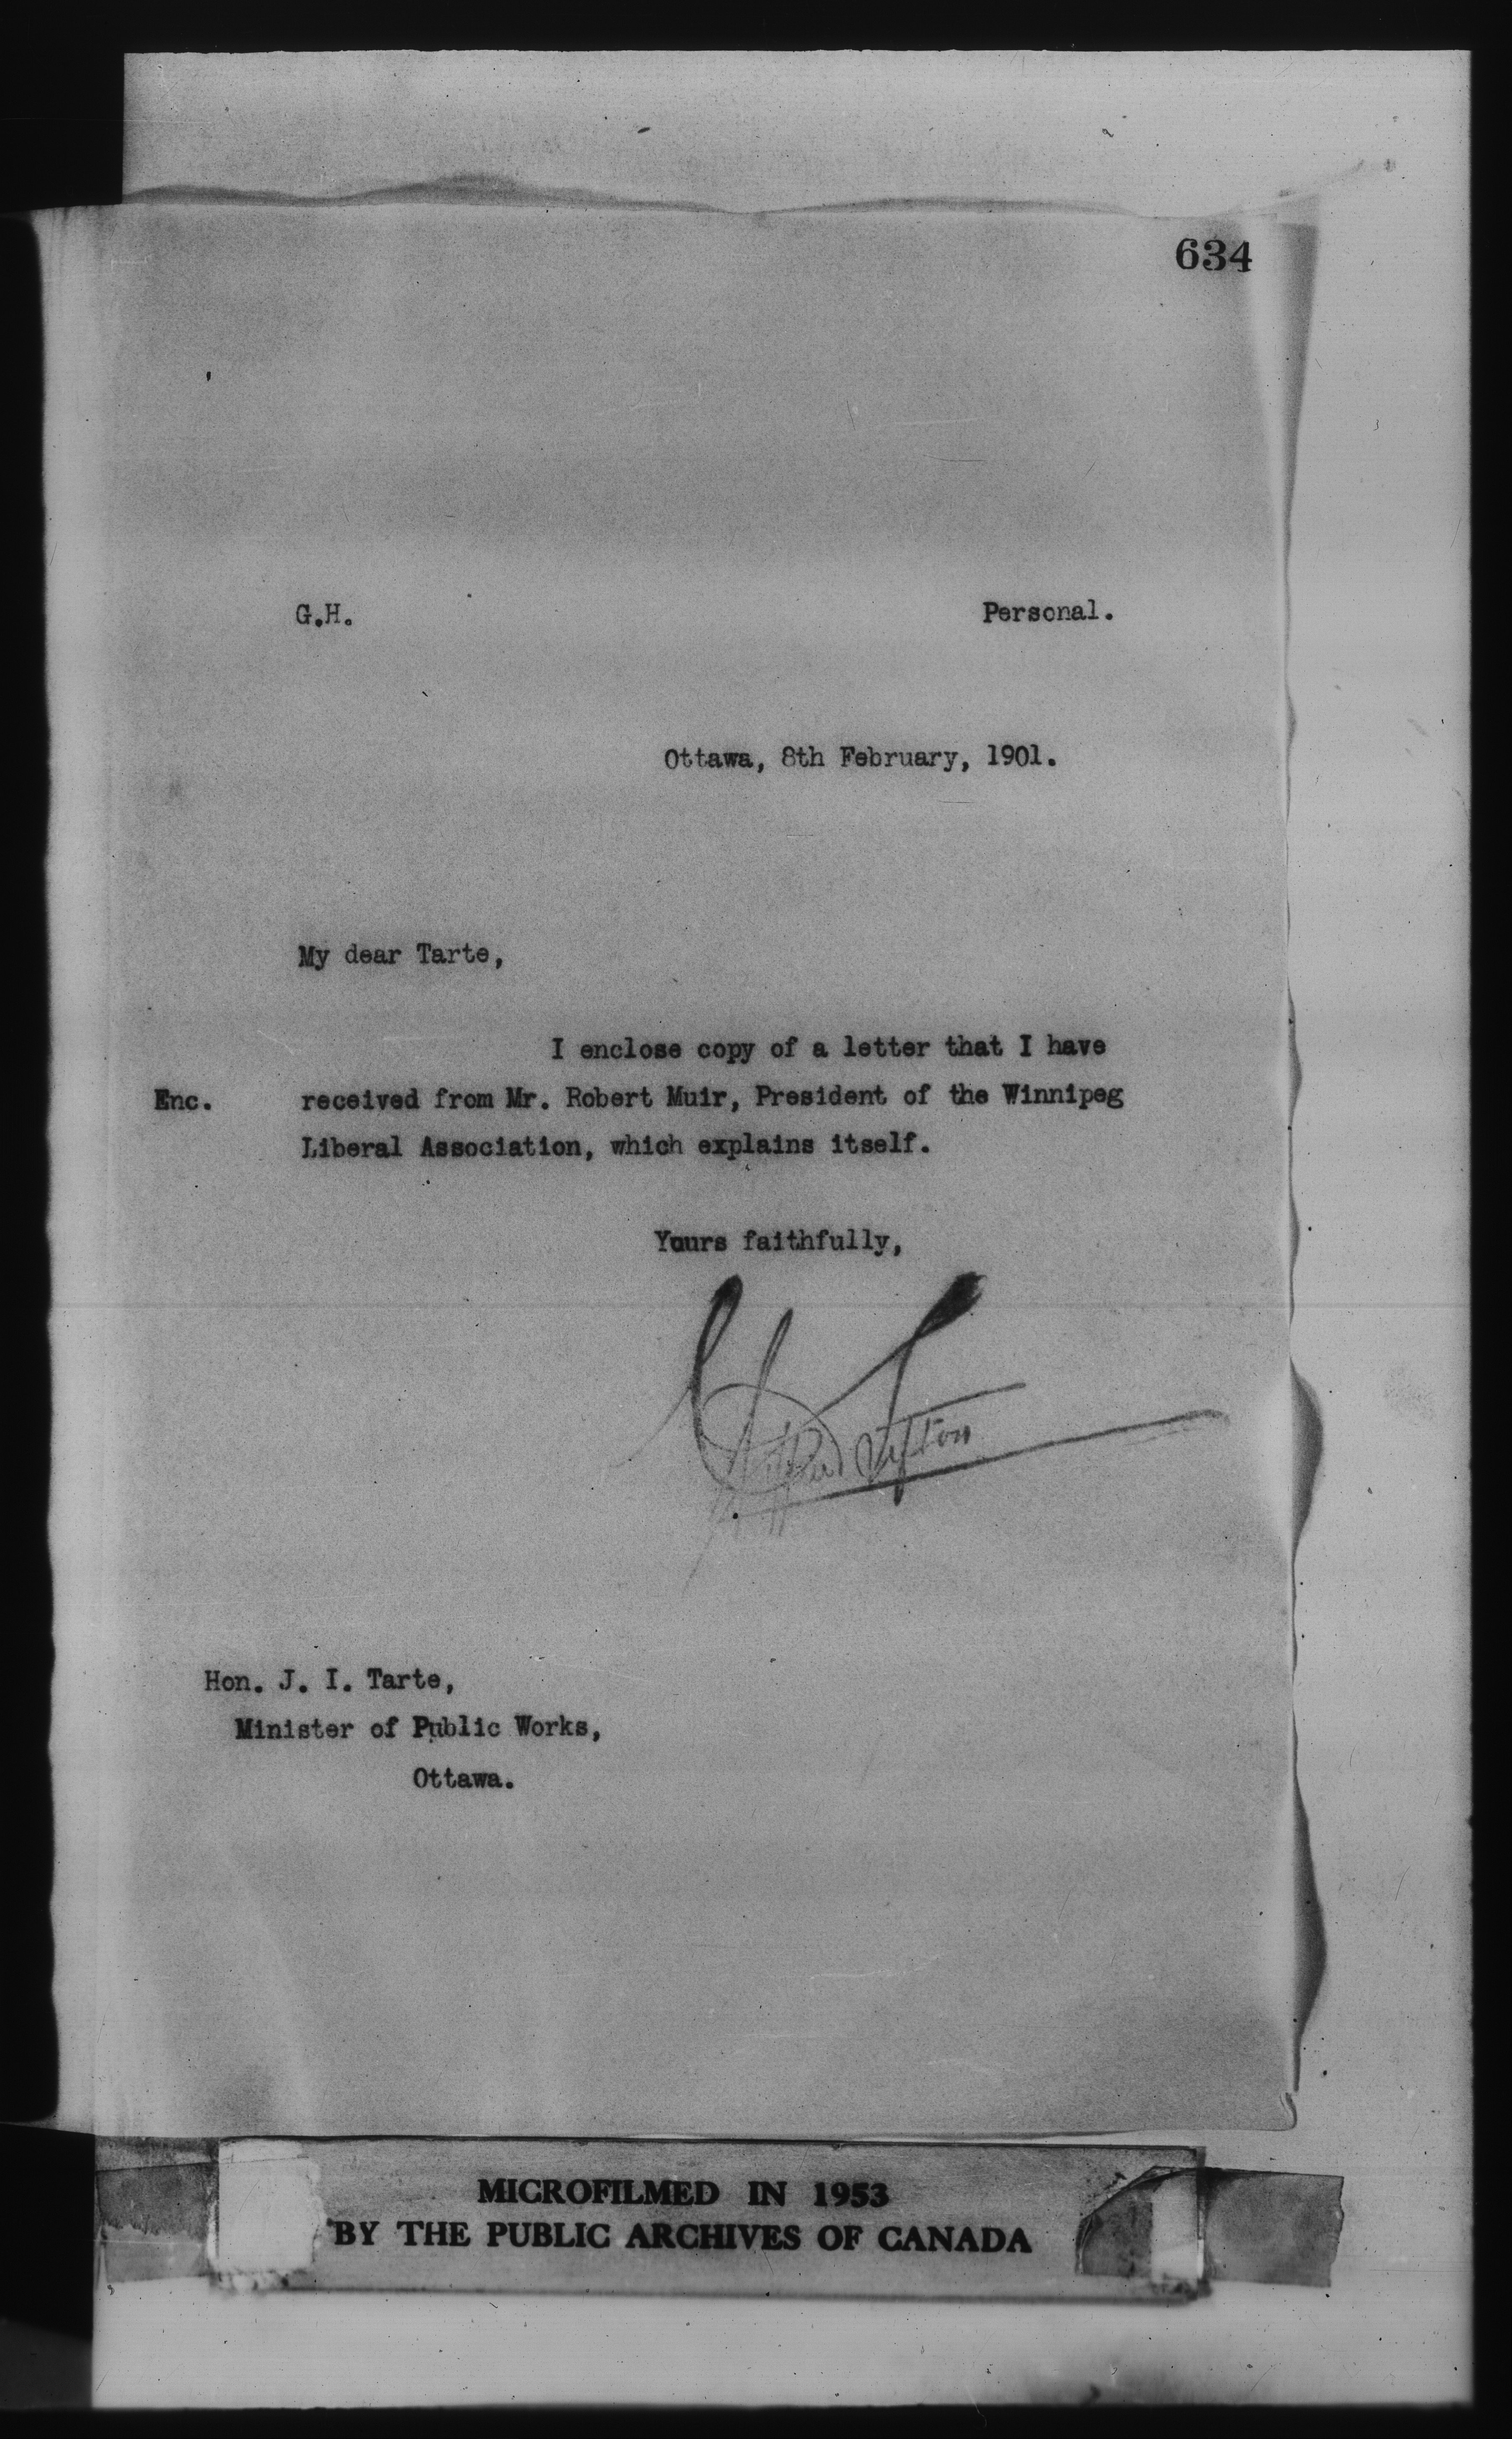 634
G.H. Personal.
Ottawa, 8th February, 1901.
My dear Tarte,
I enclose copy of a letter that I have
Enc. received from Mr. Robert Muir, President of the Winnipeg
Liberal Association, which explains itself.
Yours faithfully,
Clifford Sifton
Hon. J. I. Tarte,
Minister of Public Works,
Ottawa.
MICROFILMED IN 1953
BY THE PUBLIC ARCHIVES OF CANADA